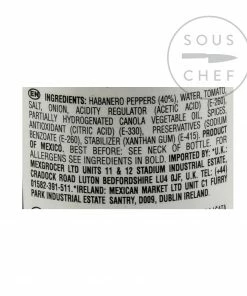 SOUS
CHEF
EN INGREDIENTS: HABANERO PEPPERS (40%), WATER, TOMATO,
SALT, ONION, ACIDITY REGULATOR (ACETIC ACID) (E-260),
PARTIALLY HYDROGENATED CANOLA VEGETABLE OIL, SPICES,
ANTIOXIDANT (CITRIC ACID) (E-330), PRESERVATIVES (SODIUM
BENZOATE (E-260), STABILIZER (XANTHAN GUM) (E-415). PRODUCT
OF MEXICO. BEST BEFORE: SEE NECK OF BOTTLE. FOR
ALLERGENS SEE INGREDIENTS IN BOLD. IMPORTED BY: *U.K.:
MEXGROCER LTD UNITS 11 & 12 STADIUM INDUSTRIAL ESTATE,
CRADOCK ROAD LUTON BEDFORDSHIRE LU4 0JF, U.K. TEL: (+44)
01582-391-511. *IRELAND: MEXICAN MARKET LTD UNIT C1 FURRY
PARK INDUSTRIAL ESTATE SANTRY, D009, DUBLIN IRELAND